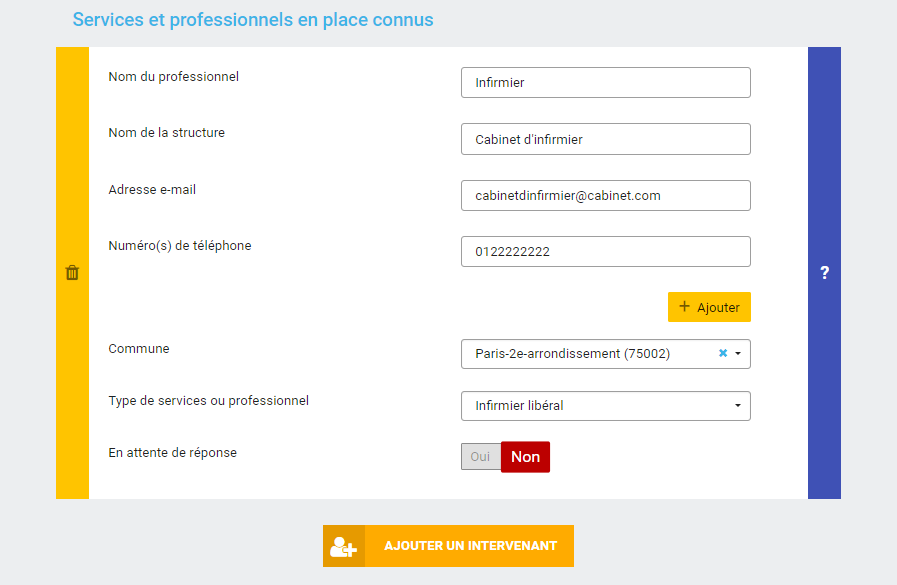 Services et professionnels en place connus
Nom du professionnel
Infirmier
Nom de la structure
Cabinet d'infirmier
Adresse e-mail
cabinetdinfirmier@cabinet.com
Numéro(s) de téléphone
0122222222
?
+ Ajouter
Commune
Paris-2e-arrondissement (75002)
Type de services ou professionnel
Infirmier libéral
En attente de réponse
Oui Non
AJOUTER UN INTERVENANT